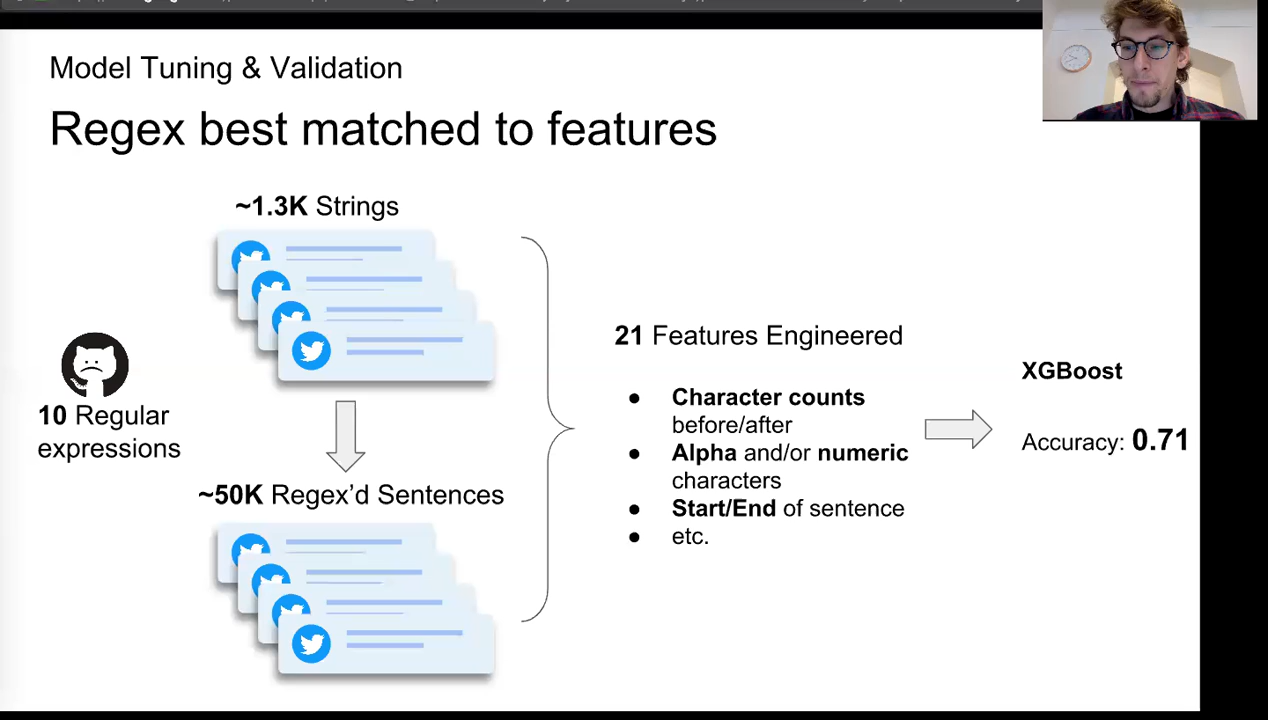 Model Tuning & Validation
Regex best matched to features
~1.3K Strings
10 Regular
expressions
~50K Regex’d Sentences
21 Features Engineered
● Character counts
before/after
● Alpha and/or numeric
characters
● Start/End of sentence
● etc.
XGBoost
Accuracy: 0.71